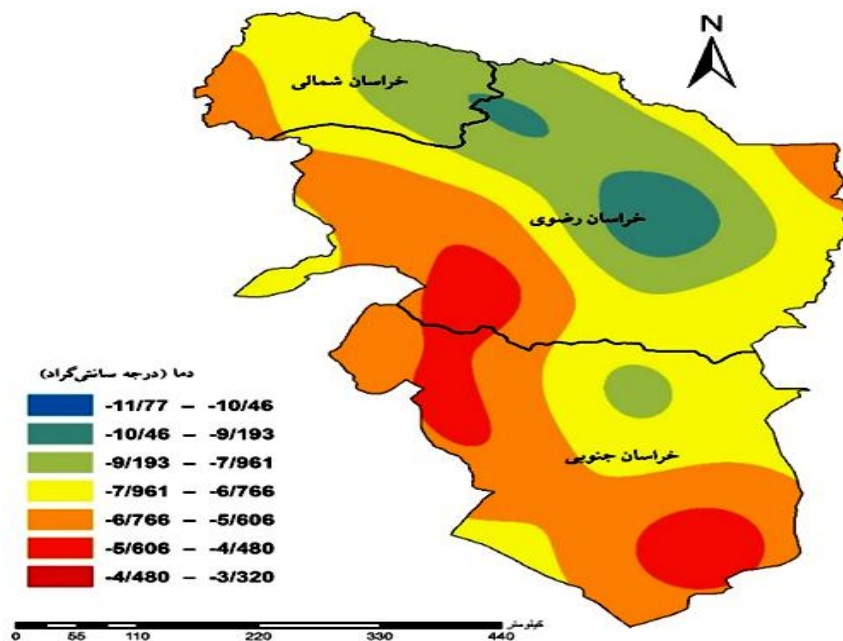 N
خراسان شمالی
خراسان رضوی
خراسان جنوبی
دما (درجه سانتی‌گراد)
-11/77 – -10/46
-10/46 – -9/193
-9/193 – -7/961
-7/961 – -6/766
-6/766 – -5/606
-5/606 – -4/480
-4/480 – -3/320
کیلومتر
0 55 110 220 330 440